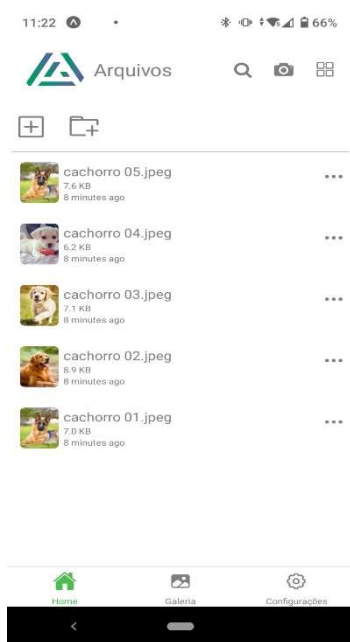 11:22
66%
Arquivos
cachorro 05.jpeg
7.6 KB
8 minutes ago
cachorro 04.jpeg
6.2 KB
8 minutes ago
cachorro 03.jpeg
7.1 KB
8 minutes ago
cachorro 02.jpeg
8.9 KB
8 minutes ago
cachorro 01.jpeg
7.0 KB
8 minutes ago
Home
Galeria
Configurações